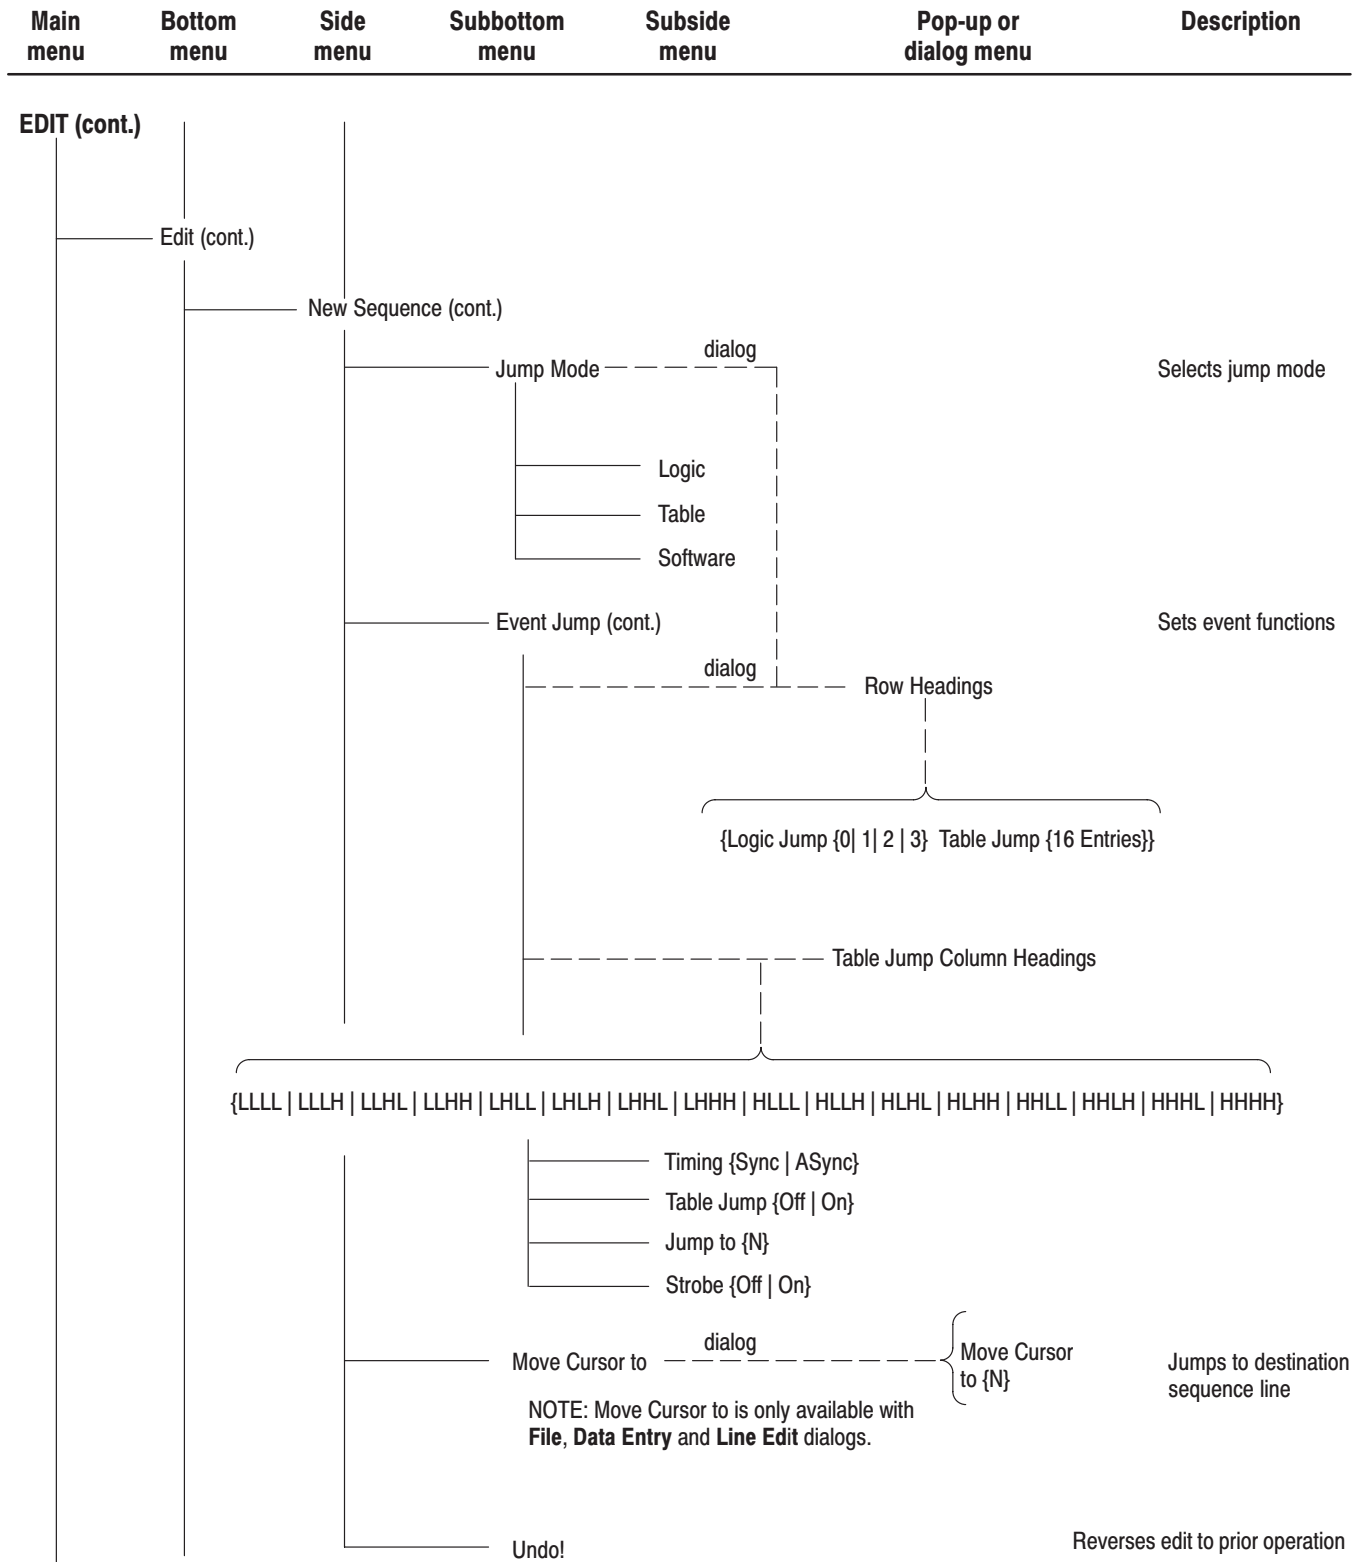 Main menu
Bottom menu
Side menu
Subbottom menu
Subside menu
Pop-up or dialog menu
Description
EDIT (cont.)
Edit (cont.)
New Sequence (cont.)
dialog
Jump Mode
Selects jump mode
Logic
Table
Software
Event Jump (cont.)
Sets event functions
dialog
Row Headings
{Logic Jump {0| 1| 2 | 3} Table Jump {16 Entries}}
Table Jump Column Headings
{LLLL | LLLH | LLHL | LLHH | LHLL | LHLH | LHHL | LHHH | HLLL | HLLH | HLHL | HLHH | HHLL | HHLH | HHHL | HHHH}
Timing {Sync | ASync}
Table Jump {Off | On}
Jump to {N}
Strobe {Off | On}
dialog
Move Cursor to
Move Cursor
to {N}
Jumps to destination
sequence line
NOTE: Move Cursor to is only available with
File, Data Entry and Line Edit dialogs.
Undo!
Reverses edit to prior operation